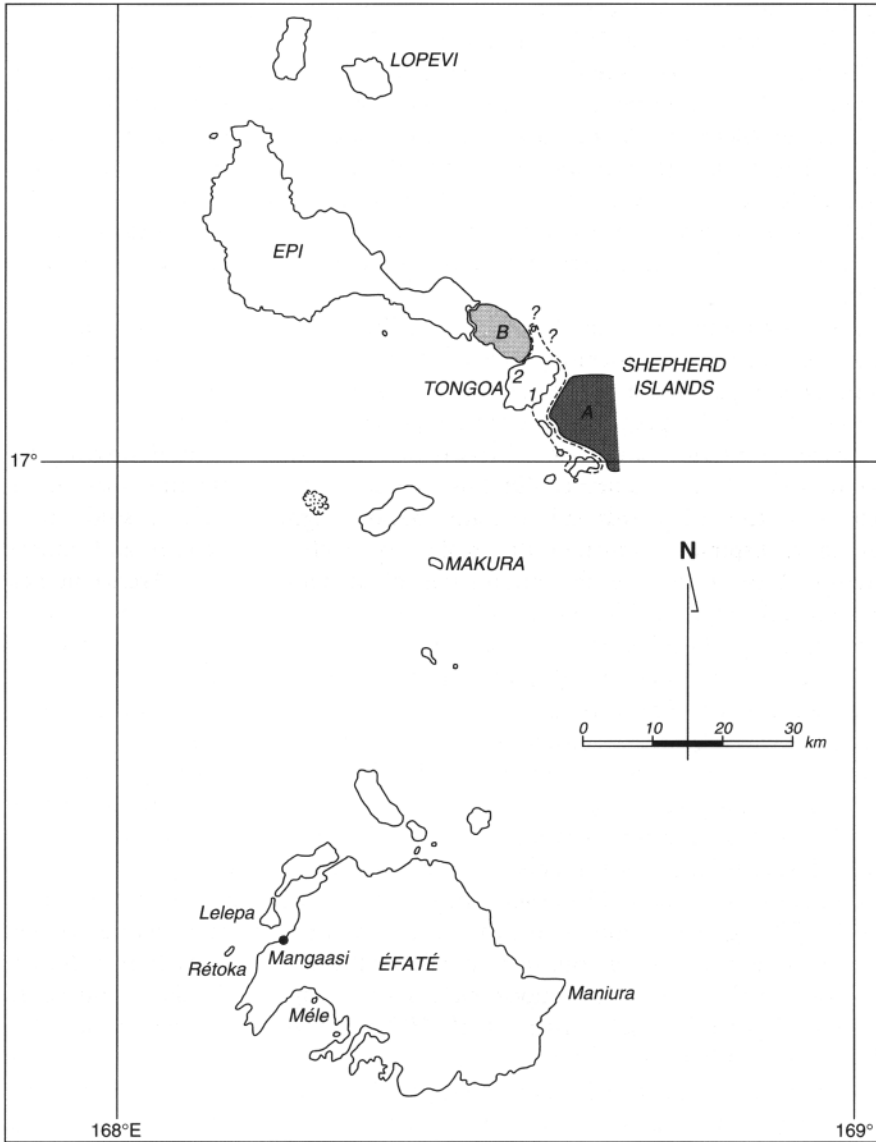 LOPEVI
EPI
?
?
B
SHEPHERD
ISLANDS
TONGOA
2
1
A
17°
MAKURA
N
0 10 20 30 km
Lelepa
Mangaasi
ÉFATÉ
Rétoka
Maniura
Méle
168°E
169°